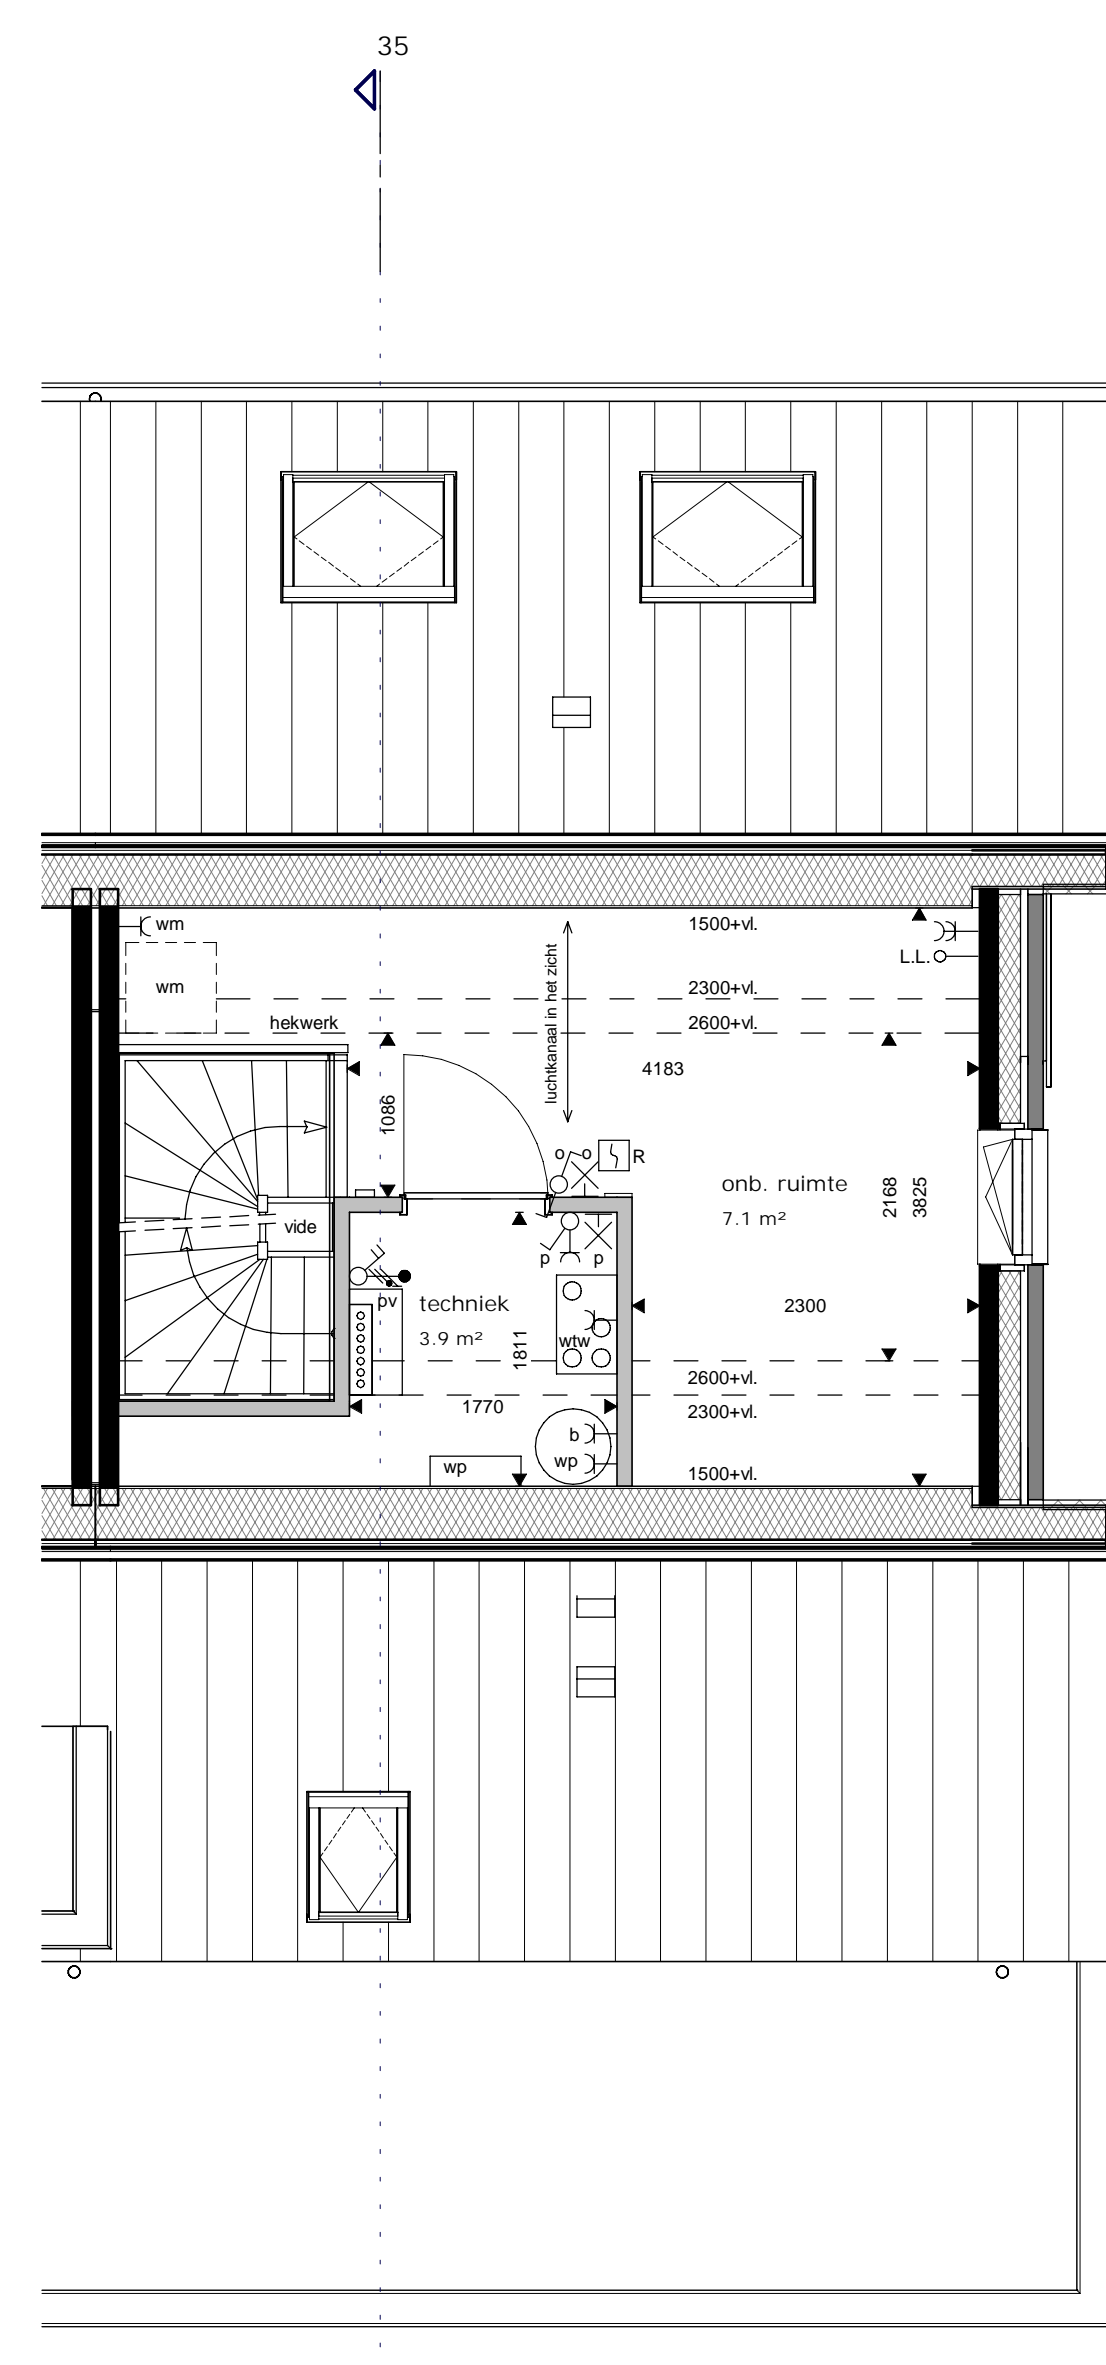 35
wm
1500+vl.
L.L.
wm
2300+vl.
hekwerk
2600+vl.
luchtkanaal in het zicht
4183
1086
o o
R
onb. ruimte
7.1 m²
2168
3825
vide
p
p
pv
techniek
3.9 m²
1811
wtw
2300
2600+vl.
1770
2300+vl.
b
wp
wp
1500+vl.